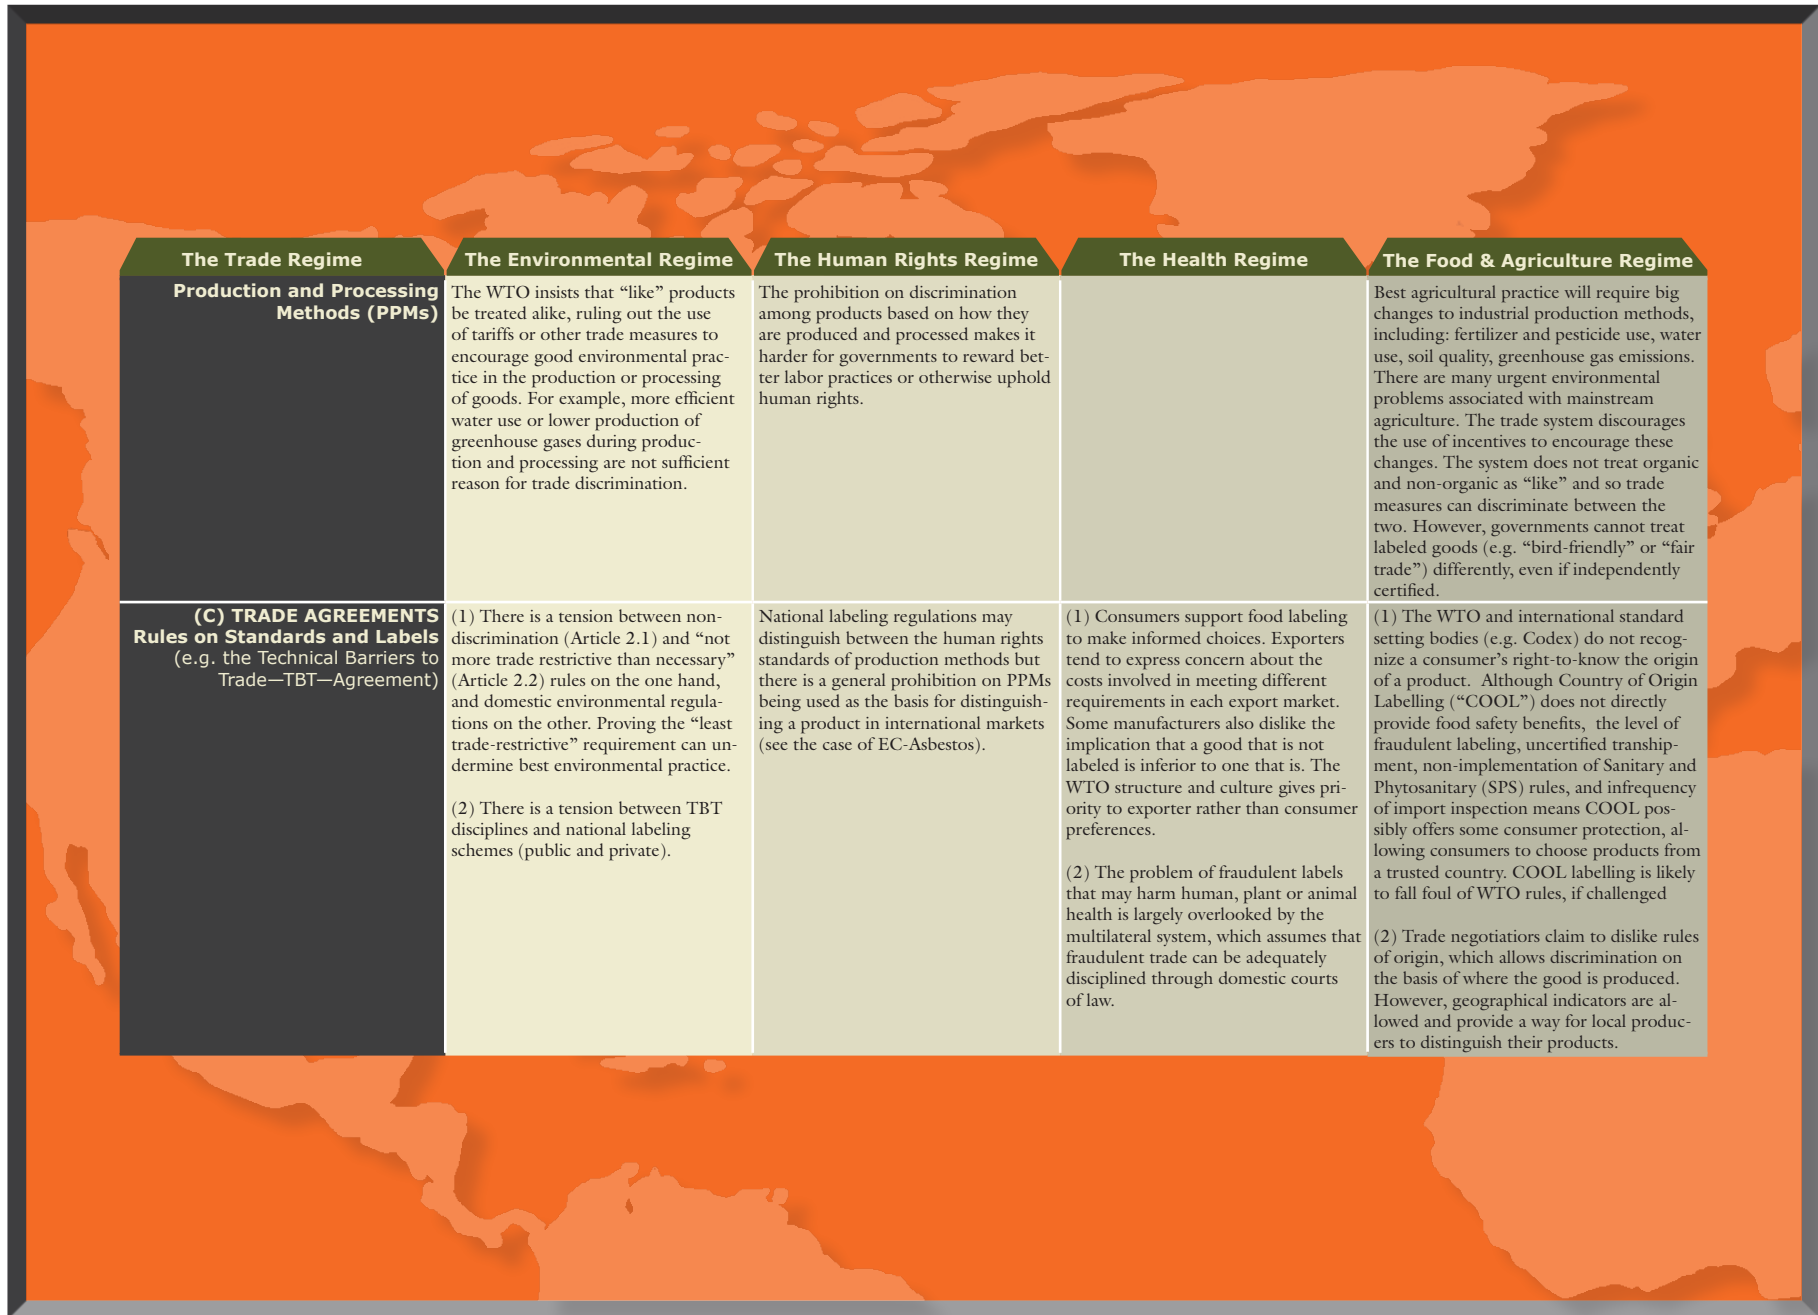 The Trade Regime
The Environmental Regime
The Human Rights Regime
The Health Regime
The Food & Agriculture Regime
Production and Processing
Methods (PPMs)
The WTO insists that “like” products
be treated alike, ruling out the use
of tariffs or other trade measures to
encourage good environmental prac-
tice in the production or processing
of goods. For example, more efficient
water use or lower production of
greenhouse gases during produc-
tion and processing are not sufficient
reason for trade discrimination.
The prohibition on discrimination
among products based on how they
are produced and processed makes it
harder for governments to reward bet-
ter labor practices or otherwise uphold
human rights.
Best agricultural practice will require big
changes to industrial production methods,
including: fertilizer and pesticide use, water
use, soil quality, greenhouse gas emissions.
There are many urgent environmental
problems associated with mainstream
agriculture. The trade system discourages
the use of incentives to encourage these
changes. The system does not treat organic
and non-organic as “like” and so trade
measures can discriminate between the
two. However, governments cannot treat
labeled goods (e.g. “bird-friendly” or “fair
trade”) differently, even if independently
certified.
(C) TRADE AGREEMENTS
Rules on Standards and Labels
(e.g. the Technical Barriers to
Trade—TBT—Agreement)
(1) There is a tension between non-
discrimination (Article 2.1) and “not
more trade restrictive than necessary”
(Article 2.2) rules on the one hand,
and domestic environmental regula-
tions on the other. Proving the “least
trade-restrictive” requirement can un-
dermine best environmental practice.
(2) There is a tension between TBT
disciplines and national labeling
schemes (public and private).
National labeling regulations may
distinguish between the human rights
standards of production methods but
there is a general prohibition on PPMs
being used as the basis for distinguish-
ing a product in international markets
(see the case of EC-Asbestos).
(1) Consumers support food labeling
to make informed choices. Exporters
tend to express concern about the
costs involved in meeting different
requirements in each export market.
Some manufacturers also dislike the
implication that a good that is not
labeled is inferior to one that is. The
WTO structure and culture gives pri-
ority to exporter rather than consumer
preferences.
(2) The problem of fraudulent labels
that may harm human, plant or animal
health is largely overlooked by the
multilateral system, which assumes that
fraudulent trade can be adequately
disciplined through domestic courts
of law.
(1) The WTO and international standard
setting bodies (e.g. Codex) do not recog-
nize a consumer’s right-to-know the origin
of a product.  Although Country of Origin
Labelling (“COOL”) does not directly
provide food safety benefits,  the level of
fraudulent labeling, uncertified tranship-
ment, non-implementation of Sanitary and
Phytosanitary (SPS) rules, and infrequency
of import inspection means COOL pos-
sibly offers some consumer protection, al-
lowing consumers to choose products from
a trusted country. COOL labelling is likely
to fall foul of WTO rules, if challenged
(2) Trade negotiatiors claim to dislike rules
of origin, which allows discrimination on
the basis of where the good is produced.
However, geographical indicators are al-
lowed and provide a way for local produc-
ers to distinguish their products.